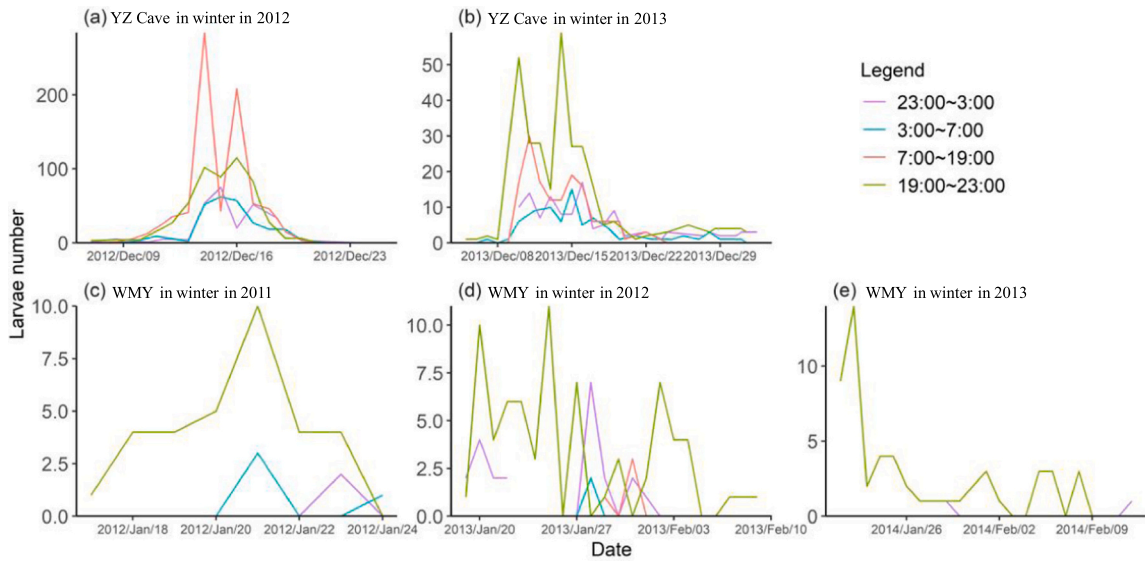 (a) YZ Cave in winter in 2012
(b) YZ Cave in winter in 2013
200
100
0
2012/Dec/09
2012/Dec/16
2012/Dec/23
50
40
30
20
10
0
2013/Dec/08
2013/Dec/15
2013/Dec/22
2013/Dec/29
Legend
23:00~3:00
3:00~7:00
7:00~19:00
19:00~23:00
Larvae number
(c) WMY in winter in 2011
(d) WMY in winter in 2012
(e) WMY in winter in 2013
10.0
7.5
5.0
2.5
0.0
2012/Jan/18
2012/Jan/20
2012/Jan/22
2012/Jan/24
10.0
7.5
5.0
2.5
0.0
2013/Jan/20
2013/Jan/27
2013/Feb/03
2013/Feb/10
10
5
0
2014/Jan/26
2014/Feb/02
2014/Feb/09
Date